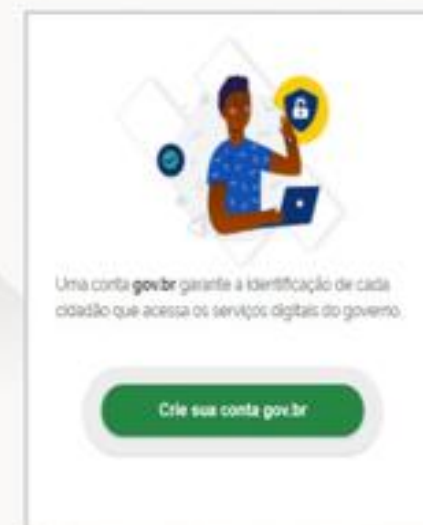 Uma conta gov.br garante a identificação de cada
cidadão que acessa os serviços digitais do governo.
Crie sua conta gov.br